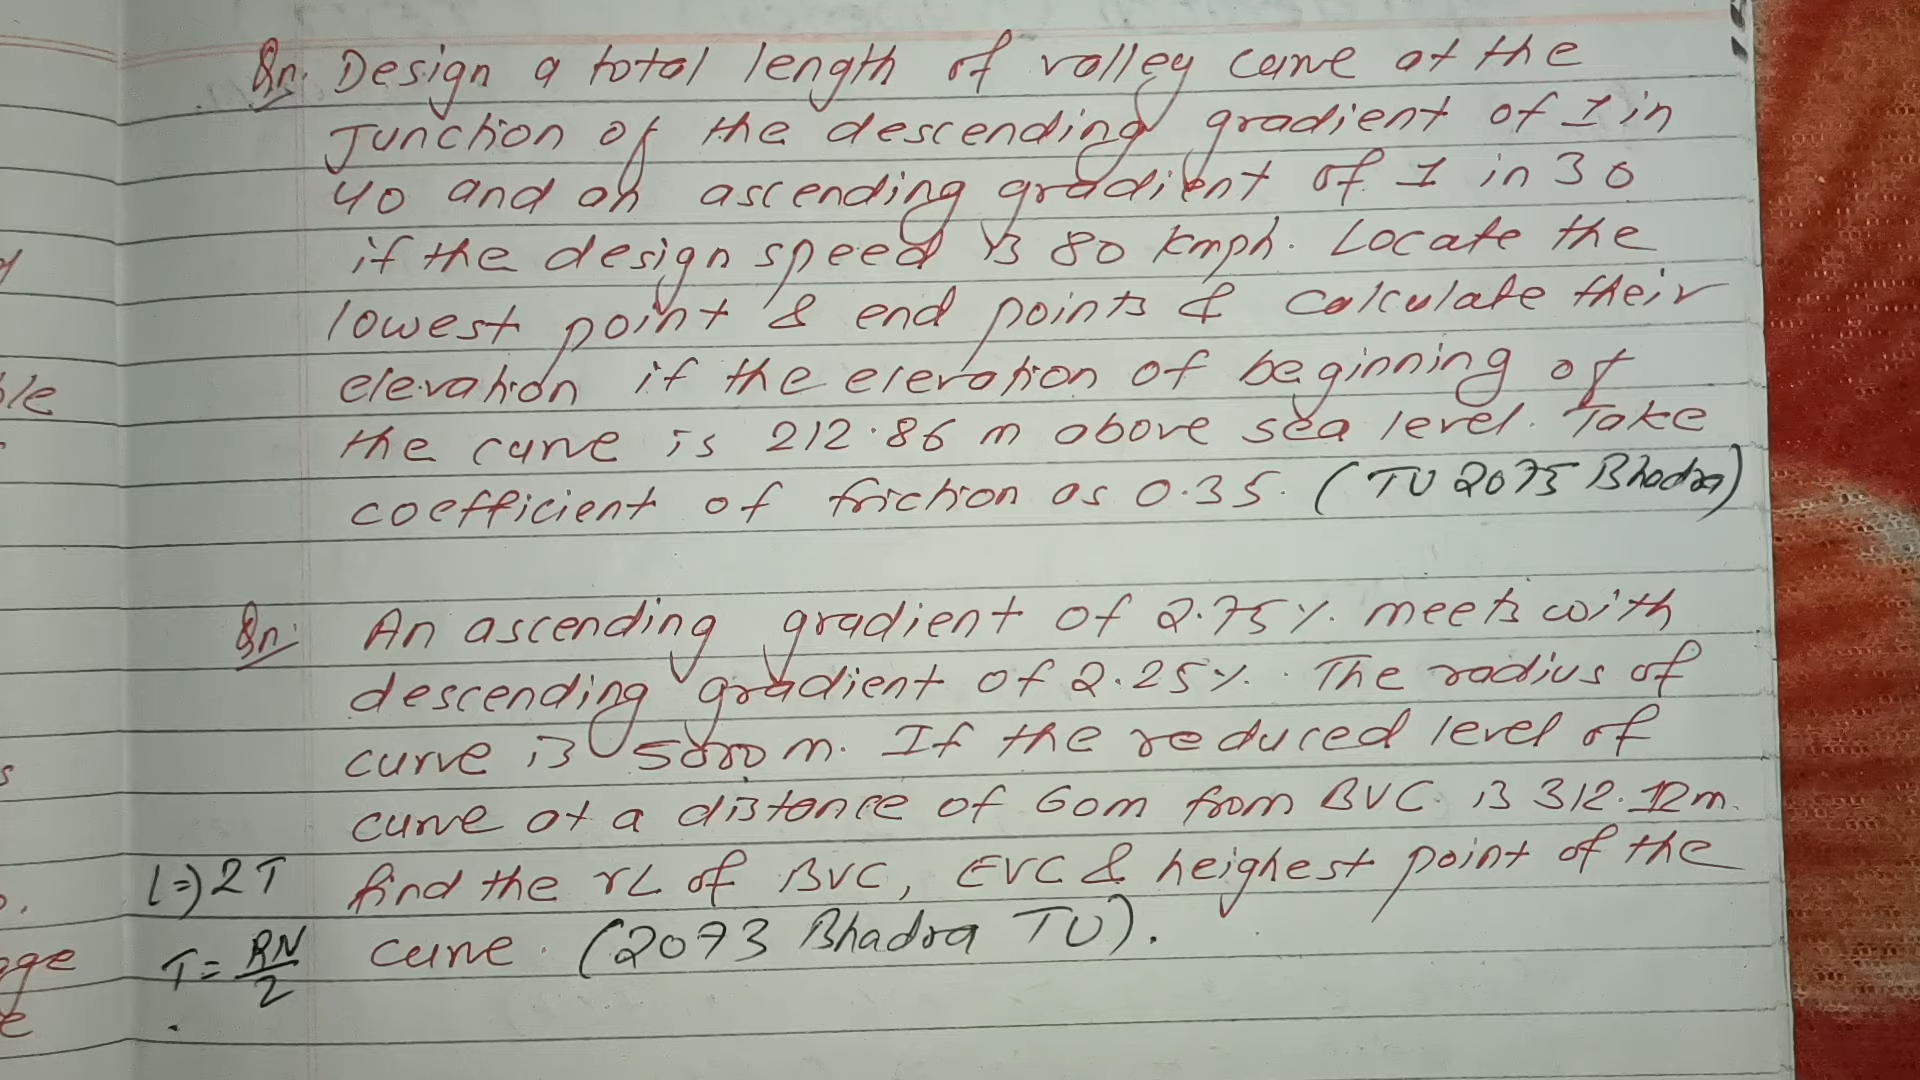 Qn. Design a total length of valley curve at the
Junction of the descending gradient of 1 in
40 and an ascending gradient of 1 in 30
if the design speed is 80 kmph. Locate the
lowest point & end points & calculate their
elevation if the elevation of beginning of
the curve is 212.86 m above sea level. Take
coefficient of friction as 0.35. (TU 2075 Bhadra)
Qn: An ascending gradient of 2.75%. meets with
descending gradient of 2.25%. The radius of
curve is 5000 m. If the reduced level of
curve at a distance of 60m from BVC. is 312.12m.
L=) 2T find the rL of BVC, EVC & heighest point of the
T = RN/2 curve. (2073 Bhadra TU).
ble
s
age
e